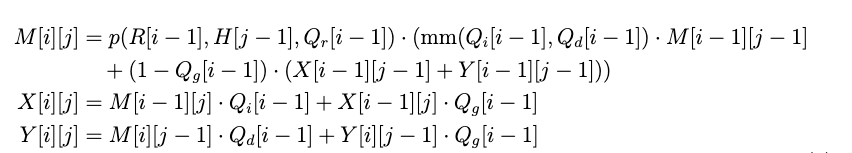 M[i][j] = p(R[i − 1], H[j − 1], Q_r[i − 1]) · (mm(Q_i[i − 1], Q_d[i − 1]) · M[i − 1][j − 1]
+ (1 − Q_g[i − 1]) · (X[i − 1][j − 1] + Y[i − 1][j − 1]))
X[i][j] = M[i − 1][j] · Q_i[i − 1] + X[i − 1][j] · Q_g[i − 1]
Y[i][j] = M[i][j − 1] · Q_d[i − 1] + Y[i][j − 1] · Q_g[i − 1]